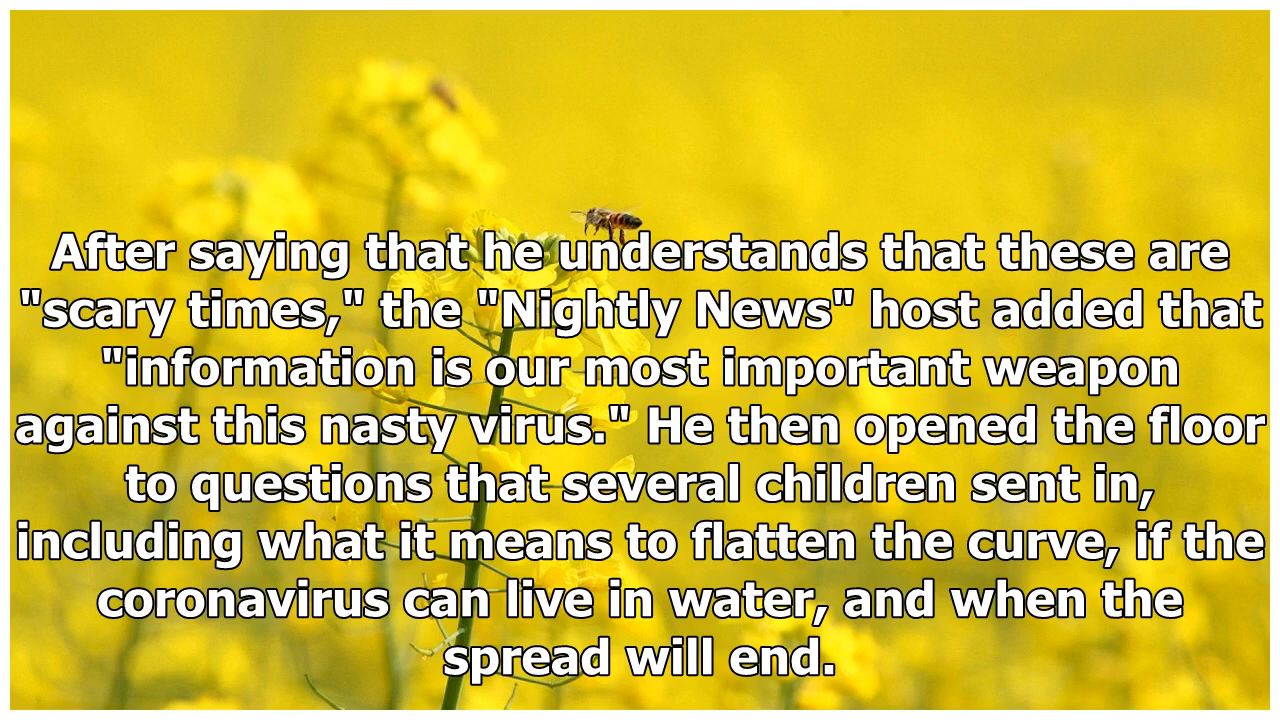 After saying that he understands that these are
"scary times," the "Nightly News" host added that
"information is our most important weapon
against this nasty virus." He then opened the floor
to questions that several children sent in,
including what it means to flatten the curve, if the
coronavirus can live in water, and when the
spread will end.